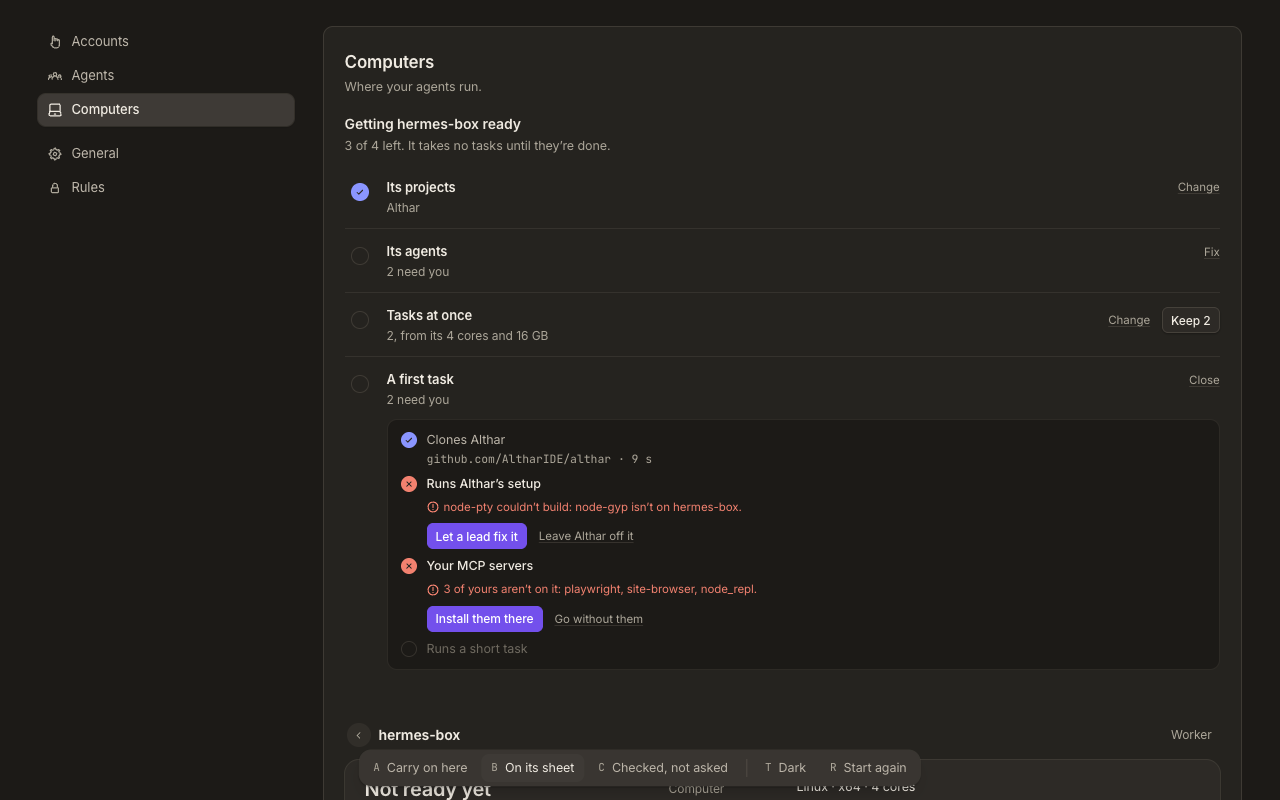 Accounts
Agents
Computers
General
Rules
Computers
Where your agents run.
Getting hermes-box ready
3 of 4 left. It takes no tasks until they’re done.
Its projects
Change
Althar
Its agents
Fix
2 need you
Tasks at once
Change
Keep 2
2, from its 4 cores and 16 GB
A first task
Close
2 need you
Clones Althar
github.com/AltharIDE/althar · 9 s
Runs Althar’s setup
node-pty couldn’t build: node-gyp isn’t on hermes-box.
Let a lead fix it
Leave Althar off it
Your MCP servers
3 of yours aren’t on it: playwright, site-browser, node_repl.
Install them there
Go without them
Runs a short task
hermes-box
Worker
A Carry on here
B On its sheet
C Checked, not asked
T Dark
R Start again
Not ready yet
Computer
Linux · x64 · 4 cores